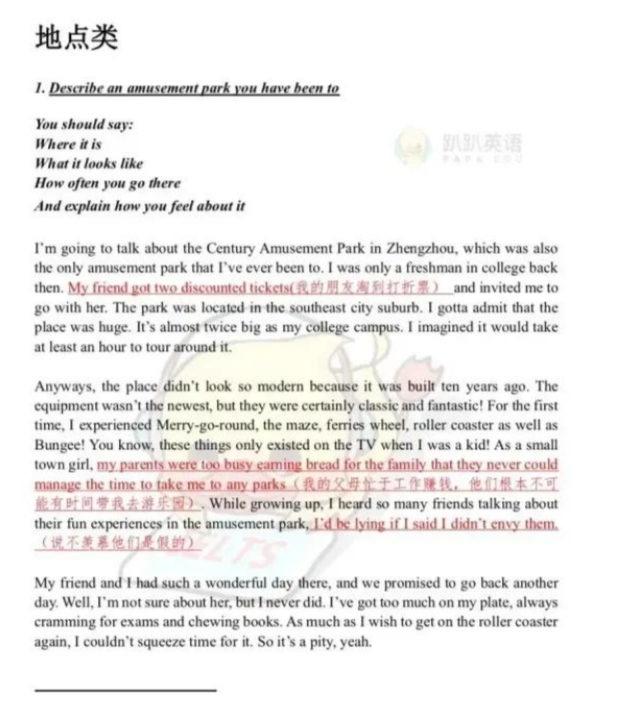 地点类
1. Describe an amusement park you have been to
You should say:
Where it is
What it looks like
How often you go there
And explain how you feel about it
趴趴英语
PAPA EDU
I'm going to talk about the Century Amusement Park in Zhengzhou, which was also
the only amusement park that I've ever been to. I was only a freshman in college back
then. My friend got two discounted tickets(我的朋友淘到打折票) and invited me to
go with her. The park was located in the southeast city suburb. I gotta admit that the
place was huge. It's almost twice big as my college campus. I imagined it would take
at least an hour to tour around it.
Anyways, the place didn't look so modern because it was built ten years ago. The
equipment wasn't the newest, but they were certainly classic and fantastic! For the first
time, I experienced Merry-go-round, the maze, ferries wheel, roller coaster as well as
Bungee! You know, these things only existed on the TV when I was a kid! As a small
town girl, my parents were too busy earning bread for the family that they never could
manage the time to take me to any parks (我的父母忙于工作赚钱，他们根本不可
能有时间带我去游乐园). While growing up, I heard so many friends talking about
their fun experiences in the amusement park, I'd be lying if I said I didn't envy them.
(说不羡慕他们是假的)
IELTS
My friend and I had such a wonderful day there, and we promised to go back another
day. Well, I'm not sure about her, but I never did. I've got too much on my plate, always
cramming for exams and chewing books. As much as I wish to get on the roller coaster
again, I couldn't squeeze time for it. So it's a pity, yeah.